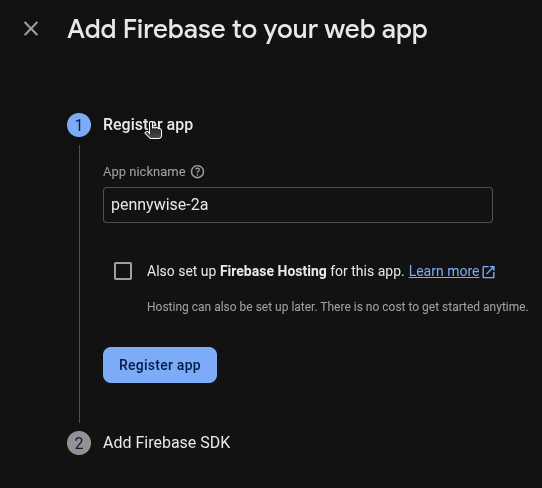 Add Firebase to your web app
1 Register app
App nickname
pennywise-2a
Also set up Firebase Hosting for this app. Learn more
Hosting can also be set up later. There is no cost to get started anytime.
Register app
2 Add Firebase SDK